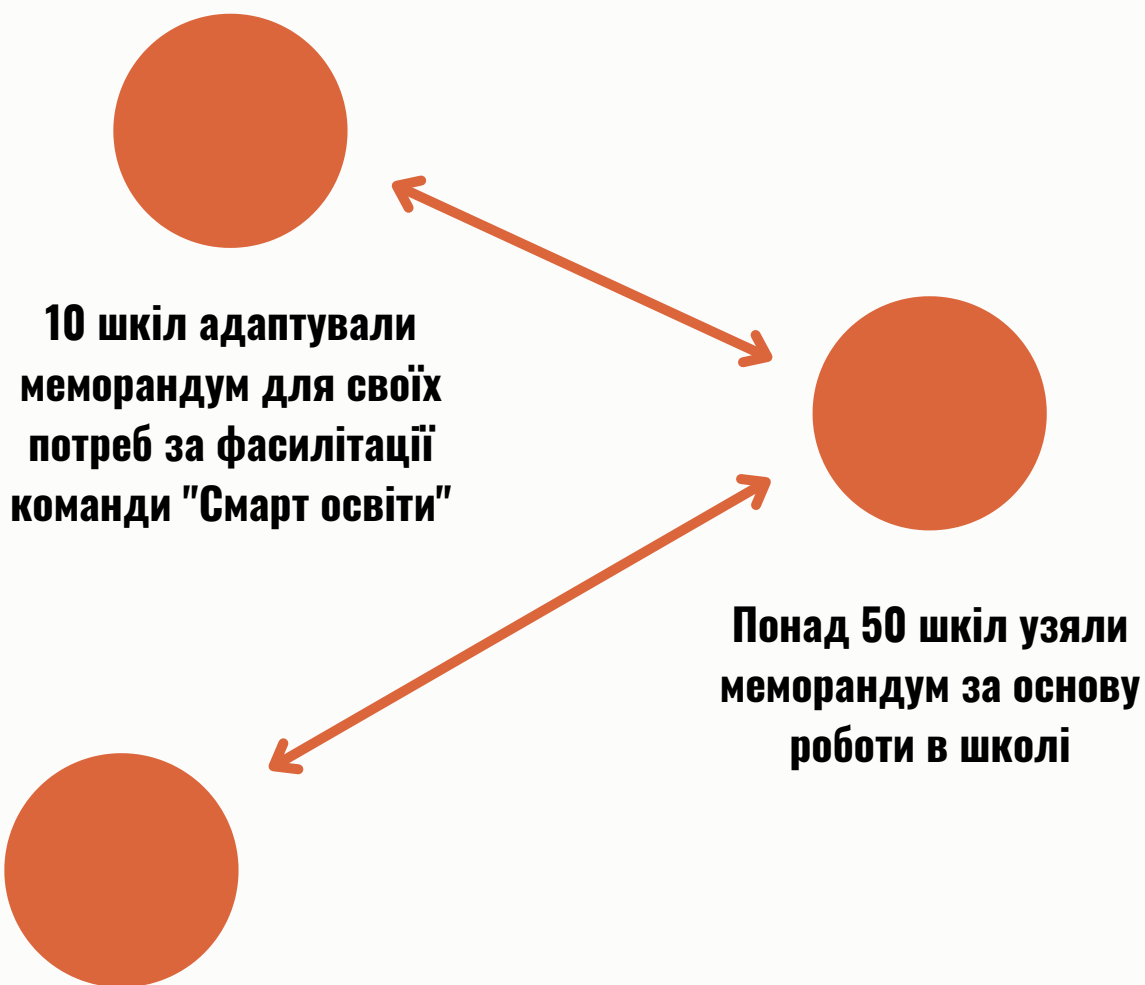 10 шкіл адаптували
меморандум для своїх
потреб за фасилітації
команди "Смарт освіти"
Понад 50 шкіл узяли
меморандум за основу
роботи в школі